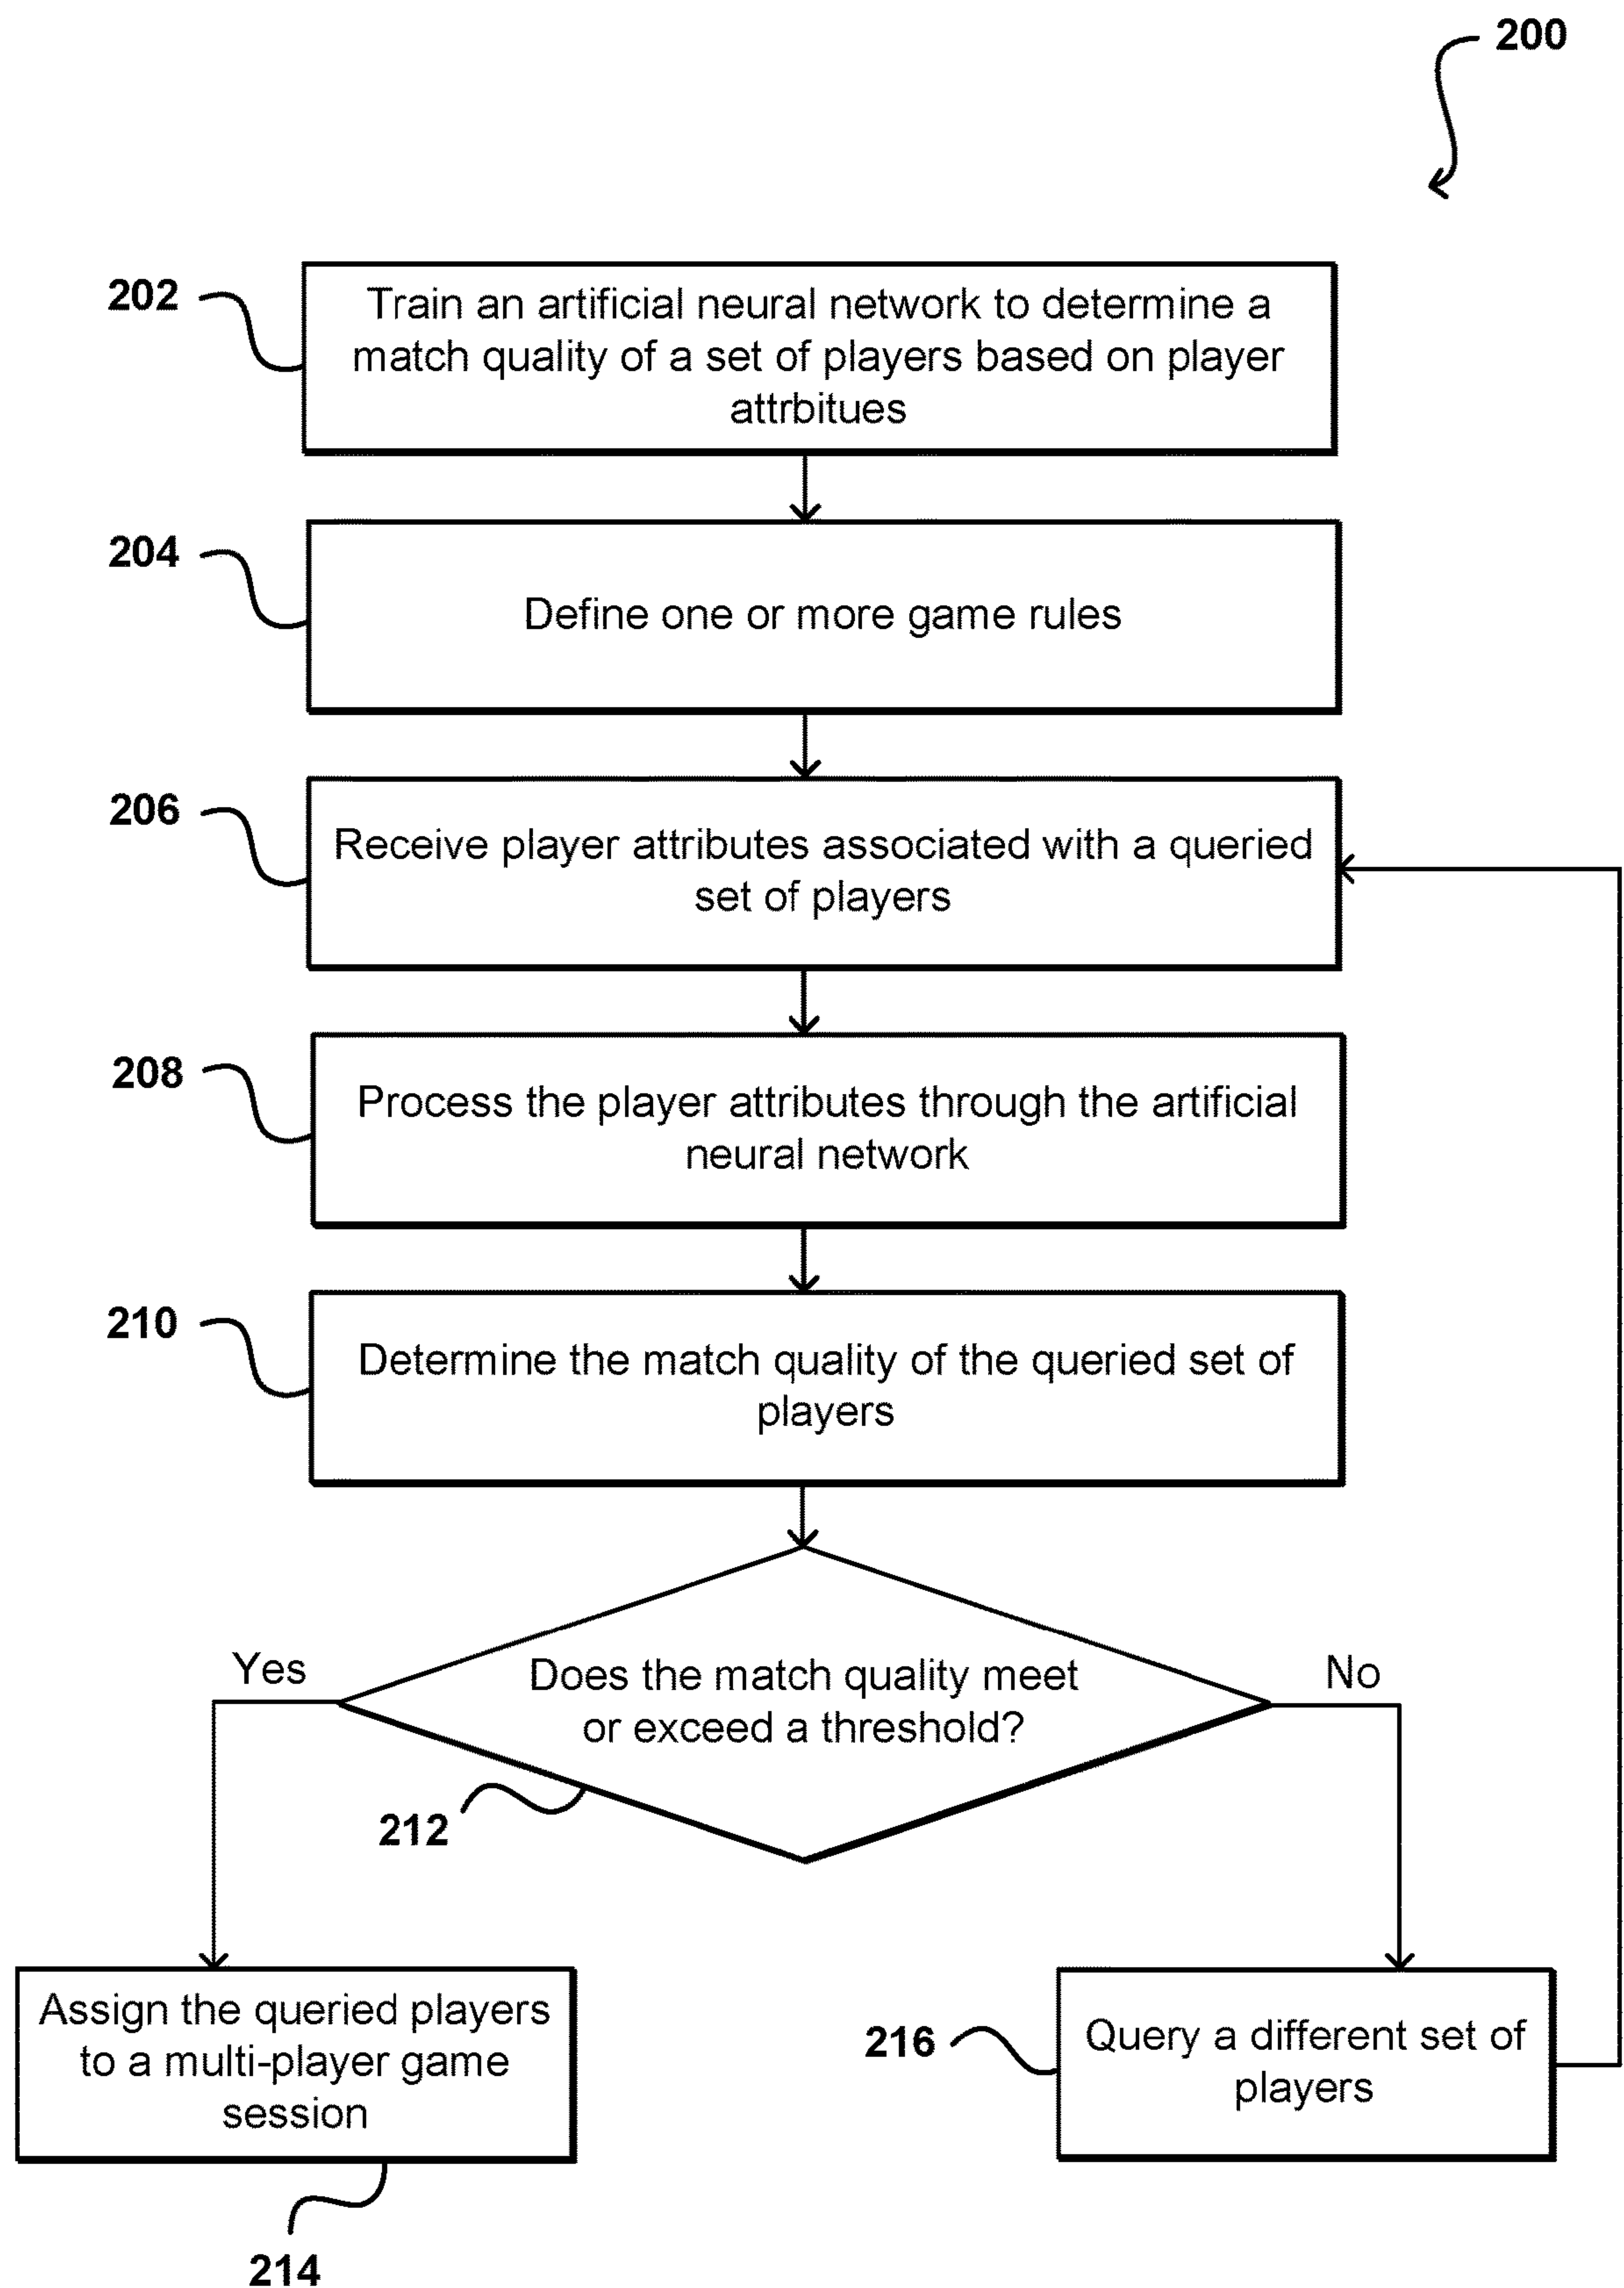 200
202
Train an artificial neural network to determine a
match quality of a set of players based on player
attrbitues
204
Define one or more game rules
206
Receive player attributes associated with a queried
set of players
208
Process the player attributes through the artificial
neural network
210
Determine the match quality of the queried set of
players
Yes
No
Does the match quality meet
or exceed a threshold?
212
Assign the queried players
to a multi-player game
session
214
216
Query a different set of
players